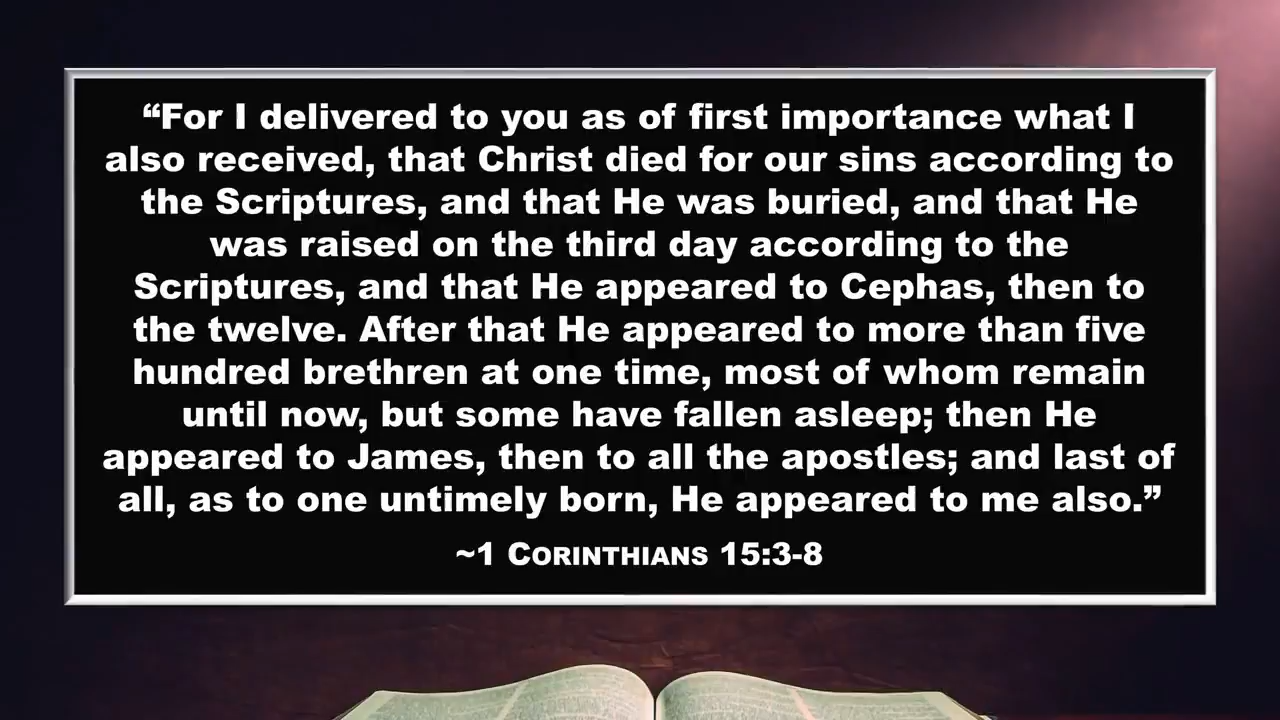 “For I delivered to you as of first importance what I
also received, that Christ died for our sins according to
the Scriptures, and that He was buried, and that He
was raised on the third day according to the
Scriptures, and that He appeared to Cephas, then to
the twelve. After that He appeared to more than five
hundred brethren at one time, most of whom remain
until now, but some have fallen asleep; then He
appeared to James, then to all the apostles; and last of
all, as to one untimely born, He appeared to me also.”
~1 CORINTHIANS 15:3-8